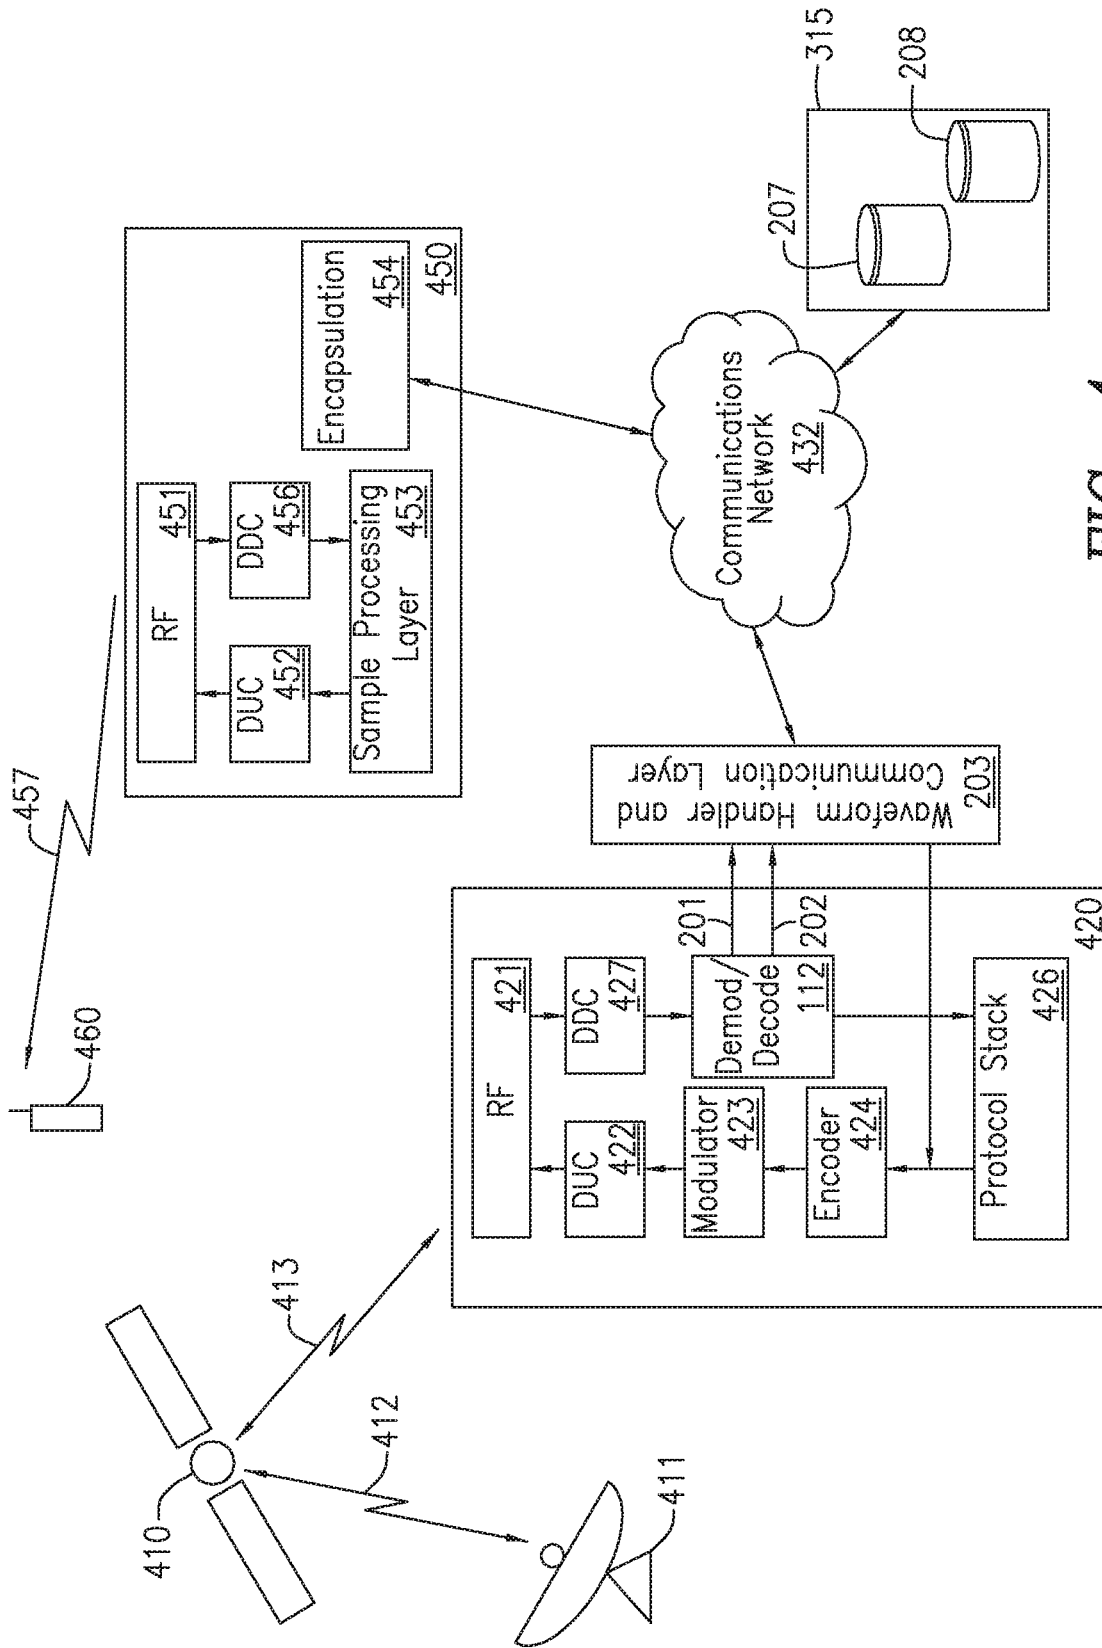 410
412
413
411
460
457
RF
421
DUC
422
DDC
427
Modulator
423
Demod/
Decode
112
Encoder
424
Protocol Stack
426
420
201
202
Waveform Handler and
Communication Layer
203
RF
451
DUC
452
DDC
456
Sample Processing
Layer 453
Encapsulation
454
450
Communications
Network
432
207
208
315